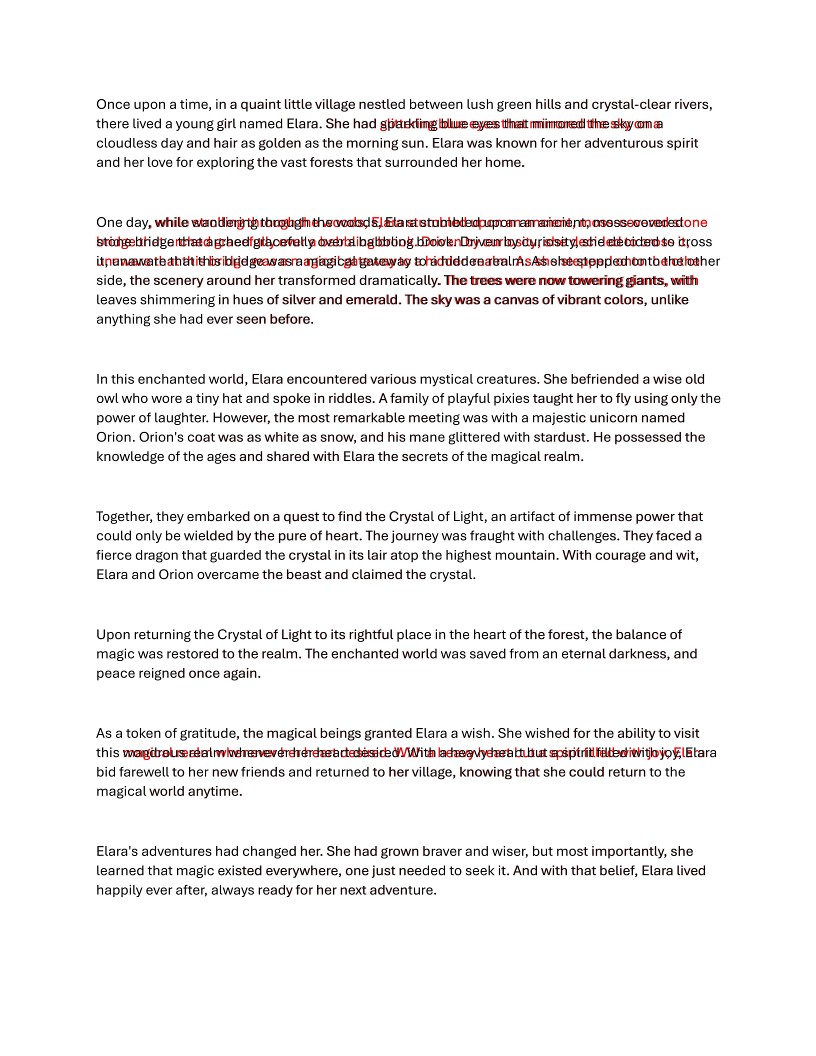 Once upon a time, in a quaint little village nestled between lush green hills and crystal-clear rivers,
there lived a young girl named Elara. She had sparkling blue eyes that mirrored the sky on a
cloudless day and hair as golden as the morning sun. Elara was known for her adventurous spirit
and her love for exploring the vast forests that surrounded her home.
One day, while wandering through the woods, Elara stumbled upon an ancient, moss-covered
stone bridge that arched gracefully over a babbling brook. Driven by curiosity, she decided to cross
it, unaware that this bridge was a magical gateway to a hidden realm. As she stepped onto the other
side, the scenery around her transformed dramatically. The trees were now towering giants, with
leaves shimmering in hues of silver and emerald. The sky was a canvas of vibrant colors, unlike
anything she had ever seen before.
In this enchanted world, Elara encountered various mystical creatures. She befriended a wise old
owl who wore a tiny hat and spoke in riddles. A family of playful pixies taught her to fly using only the
power of laughter. However, the most remarkable meeting was with a majestic unicorn named
Orion. Orion's coat was as white as snow, and his mane glittered with stardust. He possessed the
knowledge of the ages and shared with Elara the secrets of the magical realm.
Together, they embarked on a quest to find the Crystal of Light, an artifact of immense power that
could only be wielded by the pure of heart. The journey was fraught with challenges. They faced a
fierce dragon that guarded the crystal in its lair atop the highest mountain. With courage and wit,
Elara and Orion overcame the beast and claimed the crystal.
Upon returning the Crystal of Light to its rightful place in the heart of the forest, the balance of
magic was restored to the realm. The enchanted world was saved from an eternal darkness, and
peace reigned once again.
As a token of gratitude, the magical beings granted Elara a wish. She wished for the ability to visit
this wondrous realm whenever her heart desired. With a heavy heart but a spirit filled with joy, Elara
bid farewell to her new friends and returned to her village, knowing that she could return to the
magical world anytime.
Elara's adventures had changed her. She had grown braver and wiser, but most importantly, she
learned that magic existed everywhere, one just needed to seek it. And with that belief, Elara lived
happily ever after, always ready for her next adventure.